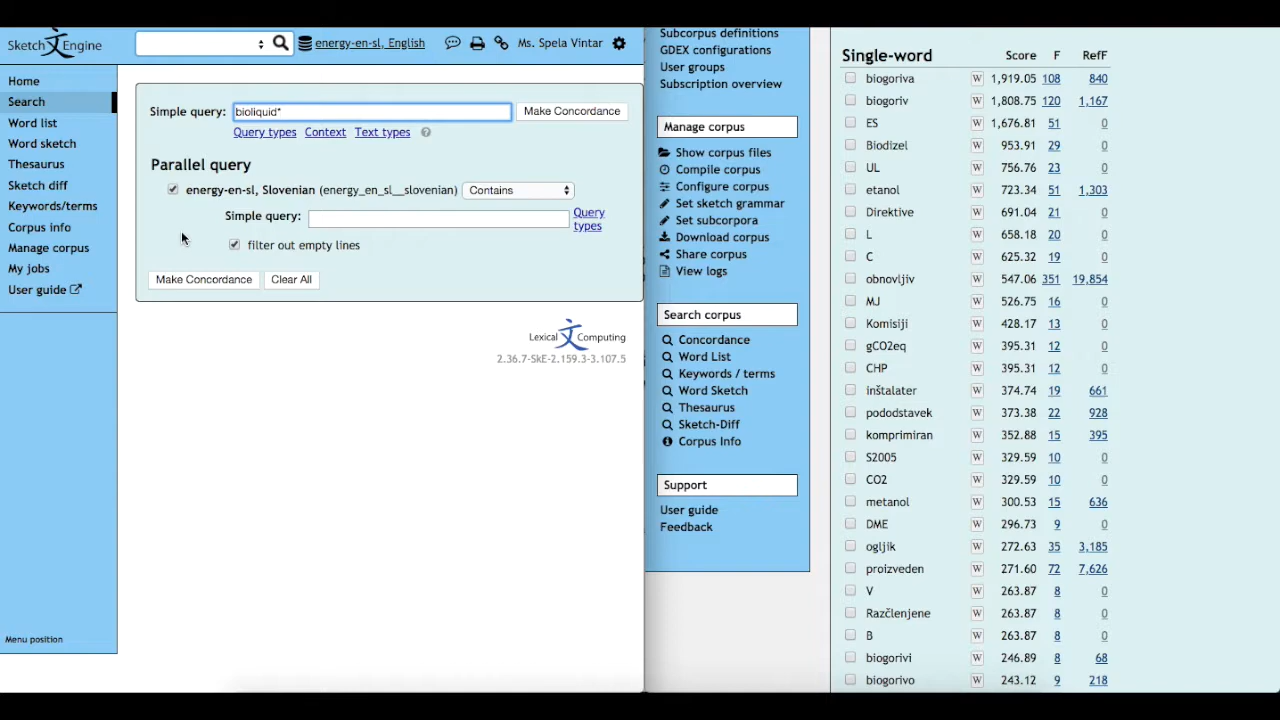 Sketch 文 Engine
energy-en-sl, English
Ms. Spela Vintar
Home
Search
Word list
Word sketch
Thesaurus
Sketch diff
Keywords/terms
Corpus info
Manage corpus
My jobs
User guide
Menu position
Simple query: bioliquid* Make Concordance
Query types Context Text types ?
Parallel query
energy-en-sl, Slovenian (energy_en_sl__slovenian) Contains
Simple query: Query
types
filter out empty lines
Make Concordance Clear All
Lexical 文 Computing
2.36.7-SkE-2.159.3-3.107.5
Subcorpus definitions
GDEX configurations
User groups
Subscription overview
Manage corpus
Show corpus files
Compile corpus
Configure corpus
Set sketch grammar
Set subcorpora
Download corpus
Share corpus
View logs
Search corpus
Concordance
Word List
Keywords / terms
Word Sketch
Thesaurus
Sketch-Diff
Corpus Info
Support
User guide
Feedback
Single-word Score F RefF
biogoriva W 1,919.05 108 840
biogoriv W 1,808.75 120 1,167
ES W 1,676.81 51 0
Biodizel W 953.91 29 0
UL W 756.76 23 0
etanol W 723.34 51 1,303
Direktive W 691.04 21 0
L W 658.18 20 0
C W 625.32 19 0
obnovljiv W 547.06 351 19,854
MJ W 526.75 16 0
Komisiji W 428.17 13 0
gCO2eq W 395.31 12 0
CHP W 395.31 12 0
inštalater W 374.74 19 661
pododstavek W 373.38 22 928
komprimiran W 352.88 15 395
S2005 W 329.59 10 0
CO2 W 329.59 10 0
metanol W 300.53 15 636
DME W 296.73 9 0
ogljik W 272.63 35 3,185
proizveden W 271.60 72 7,626
V W 263.87 8 0
Razčlenjene W 263.87 8 0
B W 263.87 8 0
biogorivi W 246.89 8 68
biogorivo W 243.12 9 218